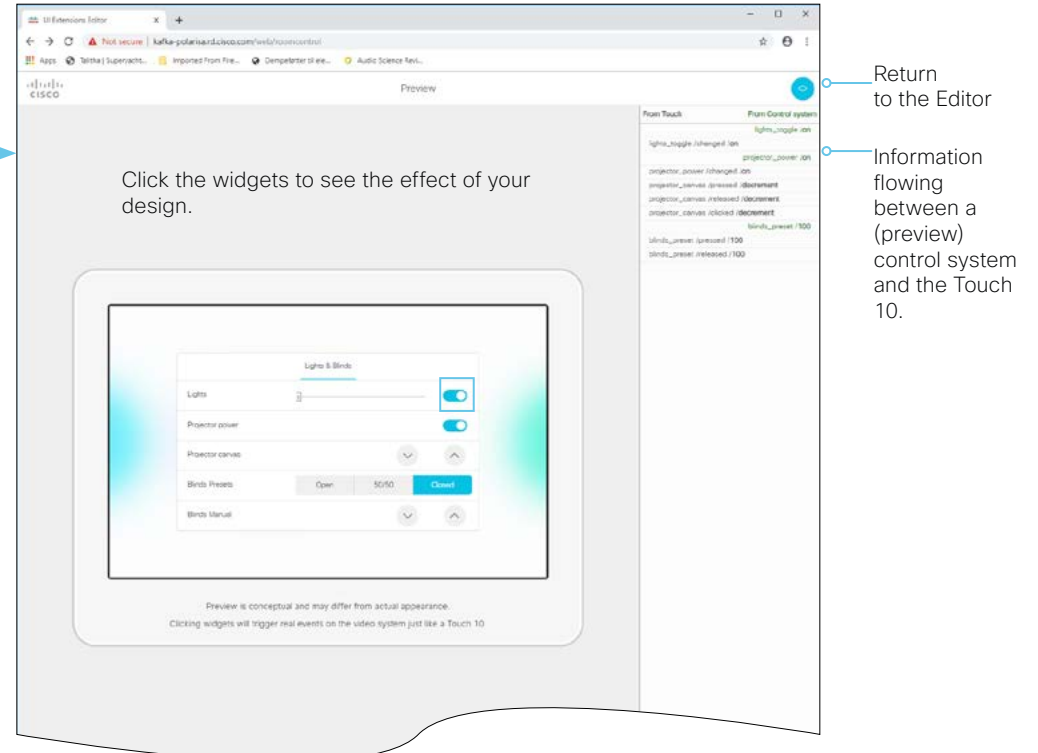 UI Extensions Editor
Not secure | kafka-polarisa.rd.cisco.com/web/roomcontrol
Apps
Imported From Fire...
Audio Science Revi...
CISCO
Preview
Return
to the Editor
From Touch From Control system
lights_toggle /on
lights_toggle /changed /on
projector_power /on
projector_power /changed /on
projector_canvas /pressed /decrement
projector_canvas /released /decrement
projector_canvas /clicked /decrement
blinds_preset /100
blinds_preset /pressed /100
blinds_preset /released /100
Information
flowing
between a
(preview)
control system
and the Touch
10.
Click the widgets to see the effect of your
design.
Lights & Blinds
Lights
Projector power
Projector canvas
Blinds Presets Open 50/50 Closed
Blinds Manual
Preview is conceptual and may differ from actual appearance.
Clicking widgets will trigger real events on the video system just like a Touch 10